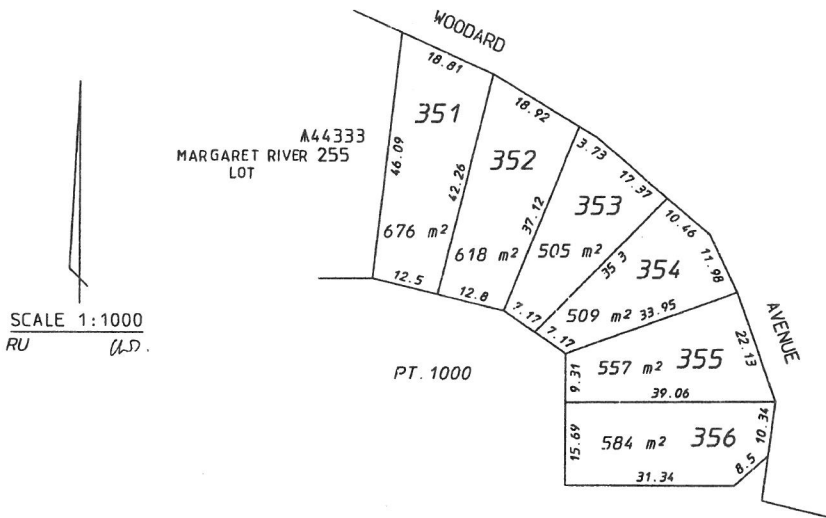 WOODARD
18.81
351
18.92
A44333
MARGARET RIVER 255
LOT
46.09
42.26
352
3.73
17.37
353
37.12
10.46
676 m²
618 m²
505 m²
35.3
354
11.98
12.5
12.8
7.17
7.17
509 m²
33.95
SCALE 1:1000
RU
AVENUE
22.13
PT. 1000
9.31
557 m²
355
39.06
15.69
584 m²
356
10.34
8.5
31.34